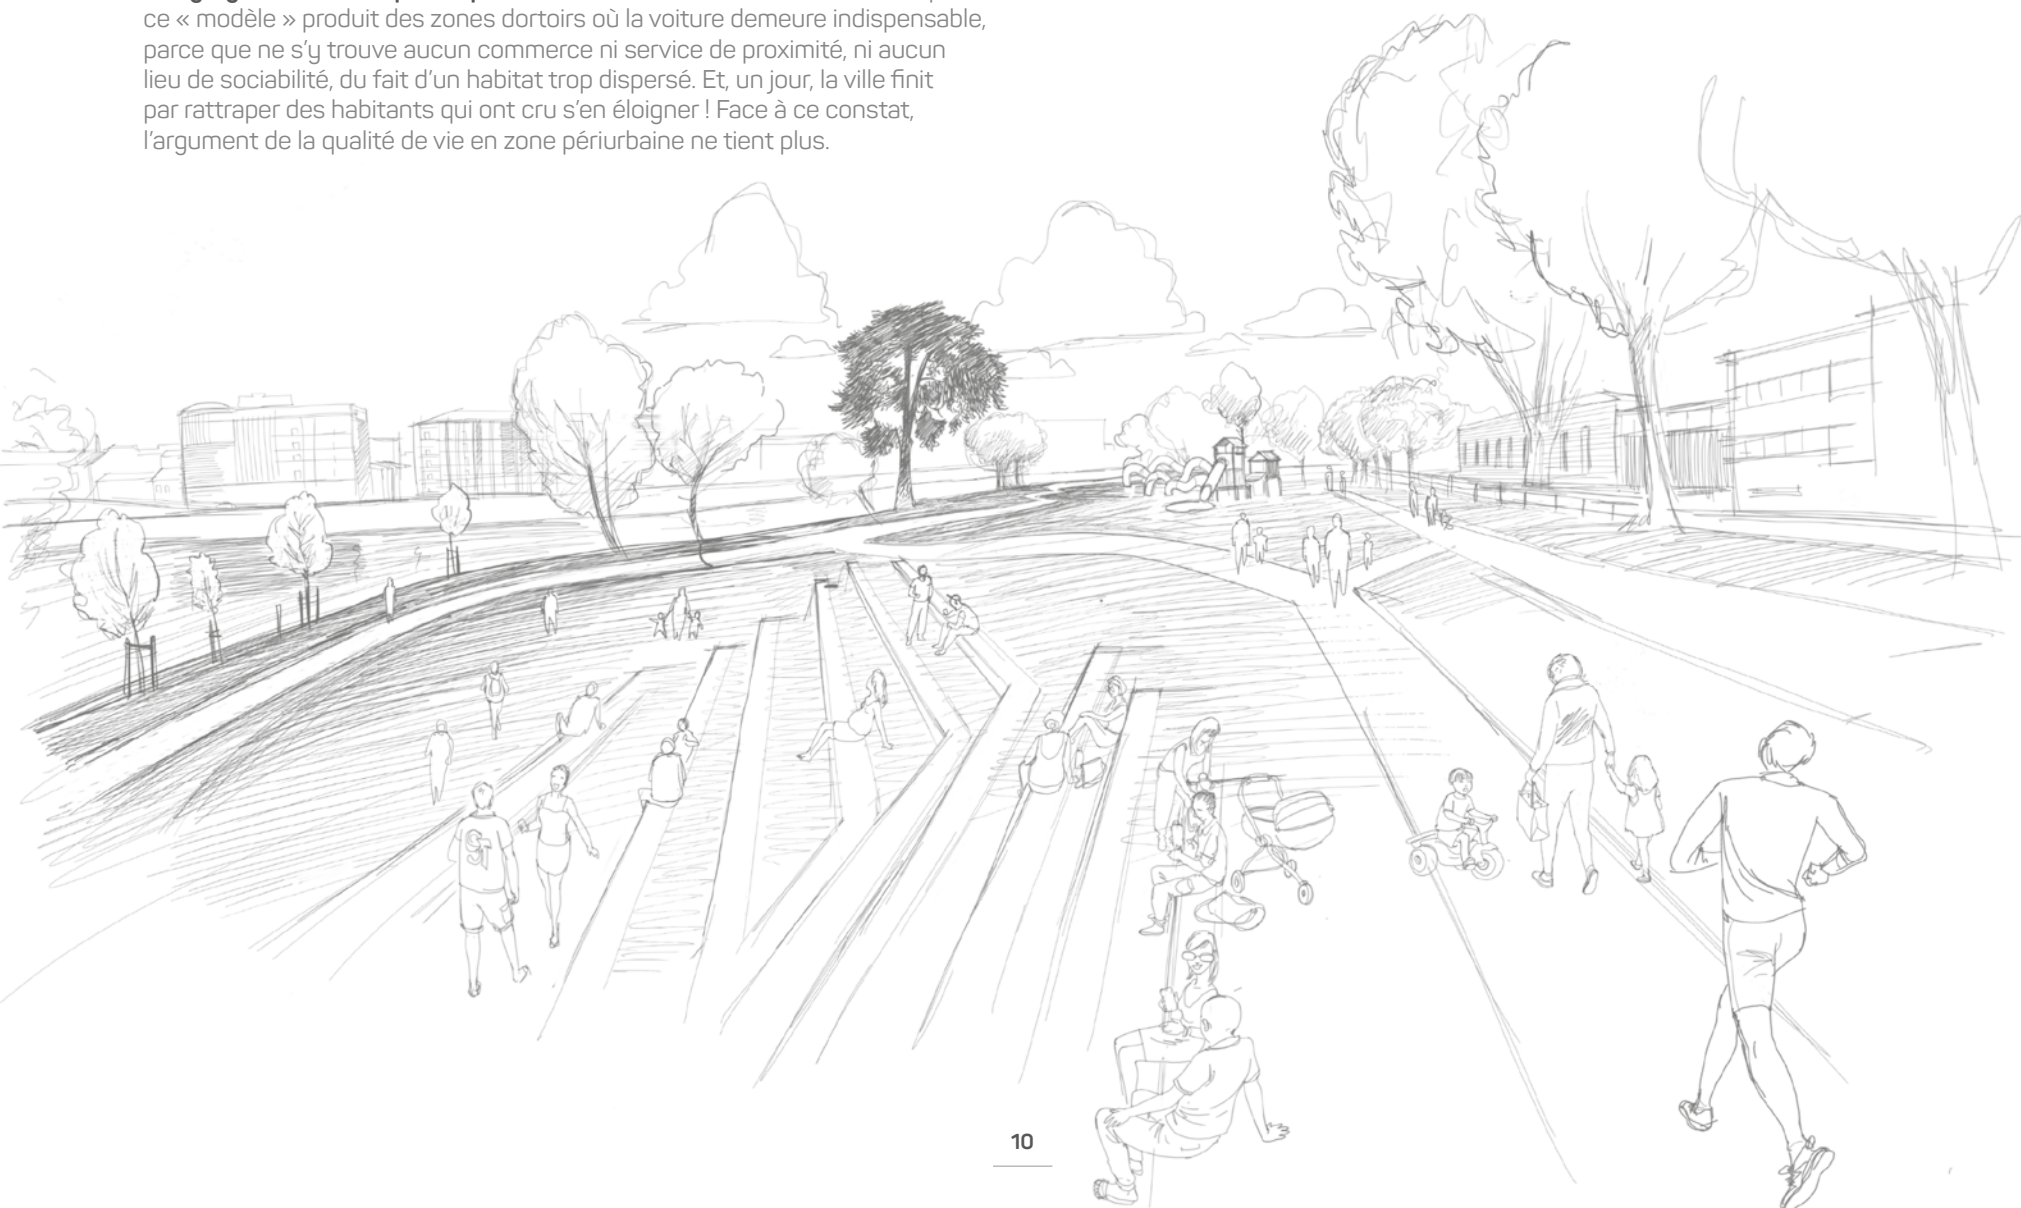 ce « modèle » produit des zones dortoirs où la voiture demeure indispensable,
parce que ne s'y trouve aucun commerce ni service de proximité, ni aucun
lieu de sociabilité, du fait d'un habitat trop dispersé. Et, un jour, la ville finit
par rattraper des habitants qui ont cru s'en éloigner ! Face à ce constat,
l'argument de la qualité de vie en zone périurbaine ne tient plus.
10